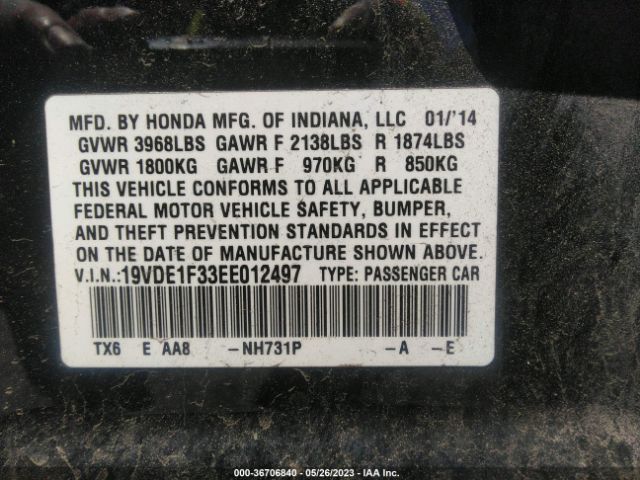 MFD. BY HONDA MFG. OF INDIANA, LLC 01/'14
GVWR 3968LBS GAWR F 2138LBS R 1874LBS
GVWR 1800KG GAWR F 970KG R 850KG
THIS VEHICLE CONFORMS TO ALL APPLICABLE
FEDERAL MOTOR VEHICLE SAFETY, BUMPER,
AND THEFT PREVENTION STANDARDS IN EFFECT
ON THE DATE OF MANUFACTURE SHOWN ABOVE.
V.I.N.:19VDE1F33EE012497 TYPE: PASSENGER CAR
TX6 E AA8 -NH731P -A -E
000-36706840 - 05/26/2023 - IAA Inc.